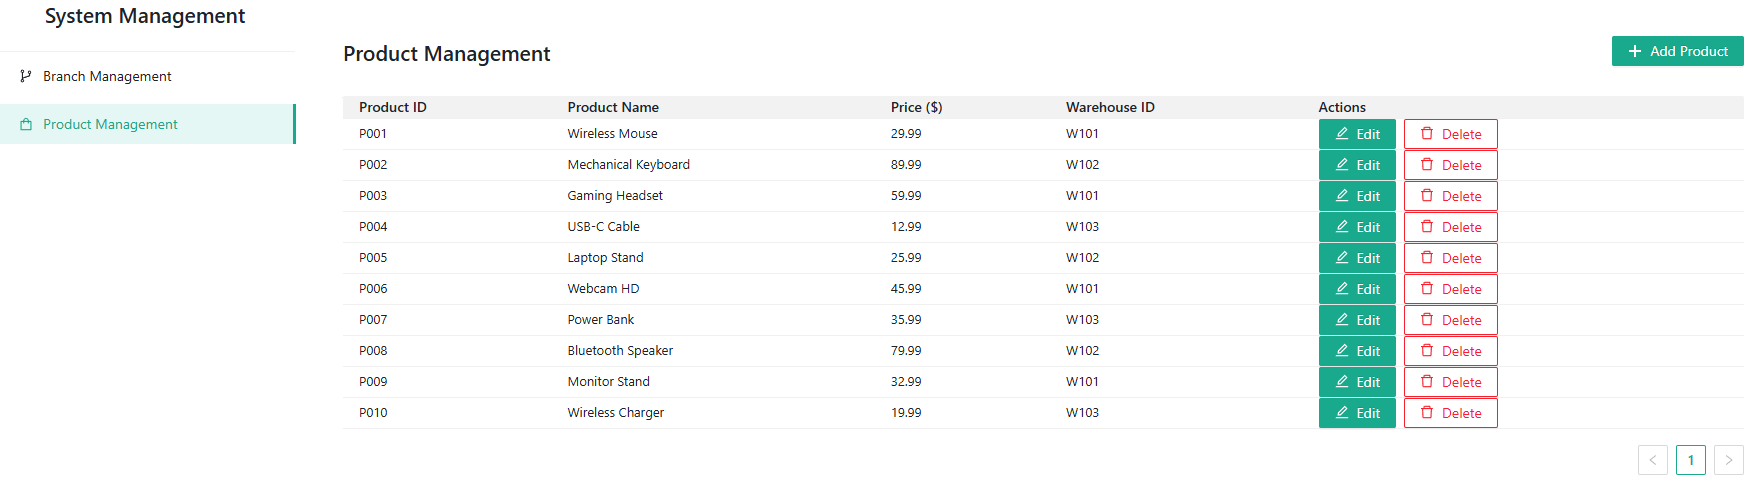 System Management
Branch Management
Product Management
Product Management
+ Add Product
Product ID Product Name Price ($) Warehouse ID Actions
P001 Wireless Mouse 29.99 W101 Edit Delete
P002 Mechanical Keyboard 89.99 W102 Edit Delete
P003 Gaming Headset 59.99 W101 Edit Delete
P004 USB-C Cable 12.99 W103 Edit Delete
P005 Laptop Stand 25.99 W102 Edit Delete
P006 Webcam HD 45.99 W101 Edit Delete
P007 Power Bank 35.99 W103 Edit Delete
P008 Bluetooth Speaker 79.99 W102 Edit Delete
P009 Monitor Stand 32.99 W101 Edit Delete
P010 Wireless Charger 19.99 W103 Edit Delete
< 1 >